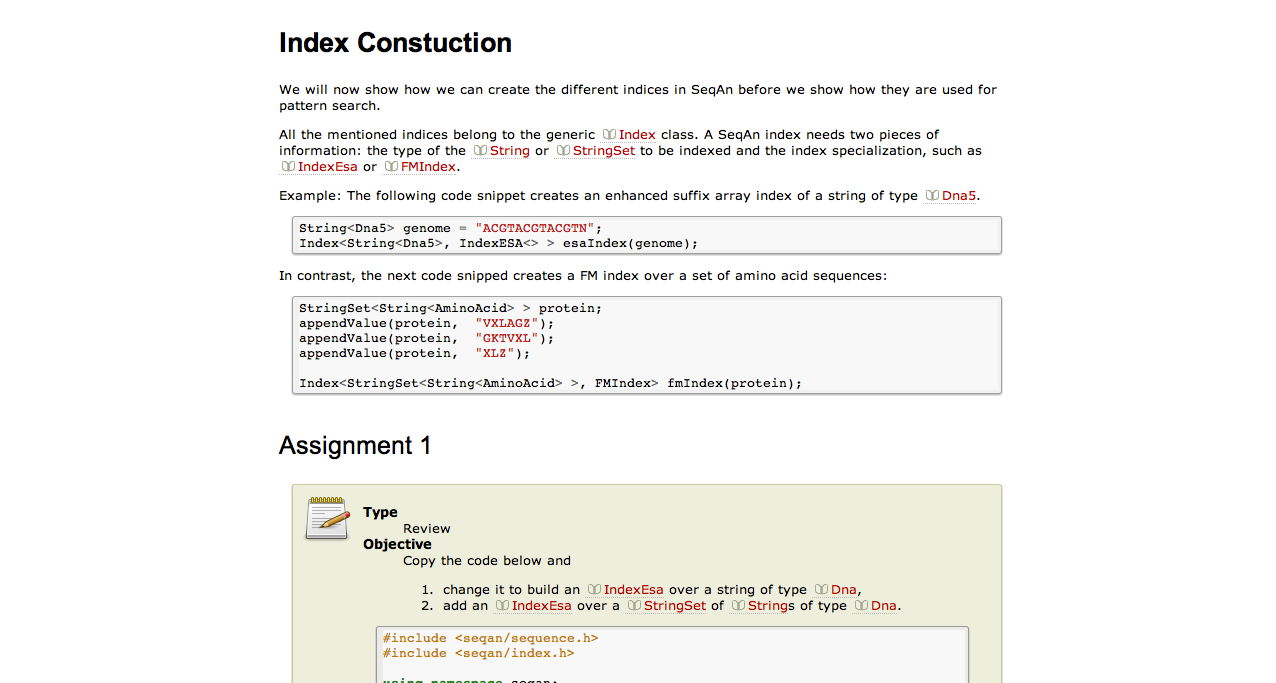 Index Constuction
We will now show how we can create the different indices in SeqAn before we show how they are used for
pattern search.
All the mentioned indices belong to the generic Index class. A SeqAn index needs two pieces of
information: the type of the String or StringSet to be indexed and the index specialization, such as
IndexEsa or FMIndex.
Example: The following code snippet creates an enhanced suffix array index of a string of type Dna5.
String<Dna5> genome = "ACGTACGTACGTN";
Index<String<Dna5>, IndexESA<> > esaIndex(genome);
In contrast, the next code snipped creates a FM index over a set of amino acid sequences:
StringSet<String<AminoAcid> > protein;
appendValue(protein,  "VXLAGZ");
appendValue(protein,  "GKTVXL");
appendValue(protein,  "XLZ");
Index<StringSet<String<AminoAcid> >, FMIndex> fmIndex(protein);
Assignment 1
Type
Review
Objective
Copy the code below and
1. change it to build an IndexEsa over a string of type Dna,
2. add an IndexEsa over a StringSet of Strings of type Dna.
#include <seqan/sequence.h>
#include <seqan/index.h>
using namespace seqan;